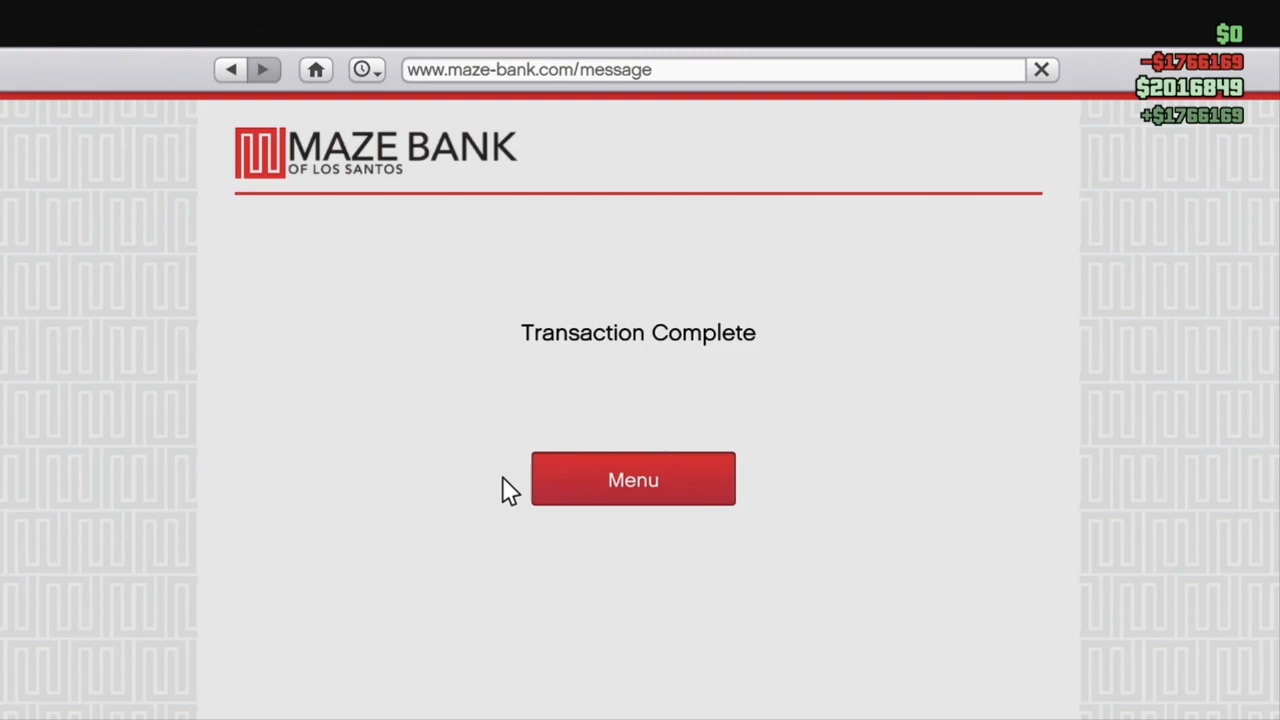 $0
-$1766169
$2016849
+$1766169
www.maze-bank.com/message
MAZE BANK
OF LOS SANTOS
Transaction Complete
Menu